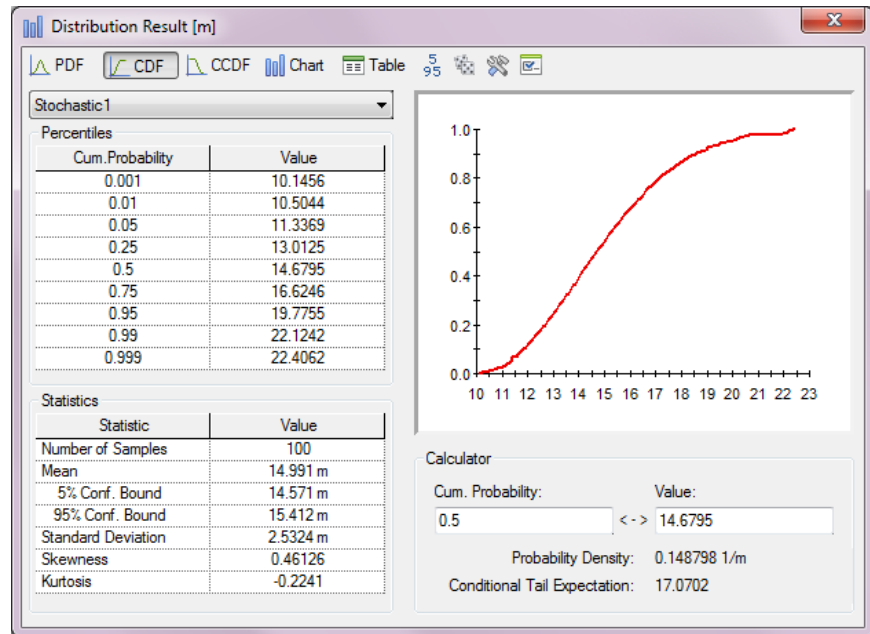 Distribution Result [m]
PDF CDF CCDF Chart Table 5 95
Stochastic1
Percentiles
Cum.Probability Value
0.001 10.1456
0.01 10.5044
0.05 11.3369
0.25 13.0125
0.5 14.6795
0.75 16.6246
0.95 19.7755
0.99 22.1242
0.999 22.4062
Statistics
Statistic Value
Number of Samples 100
Mean 14.991 m
5% Conf. Bound 14.571 m
95% Conf. Bound 15.412 m
Standard Deviation 2.5324 m
Skewness 0.46126
Kurtosis -0.2241
1.0
0.8
0.6
0.4
0.2
0.0
10 11 12 13 14 15 16 17 18 19 20 21 22 23
Calculator
Cum. Probability: Value:
0.5 <-> 14.6795
Probability Density: 0.148798 1/m
Conditional Tail Expectation: 17.0702